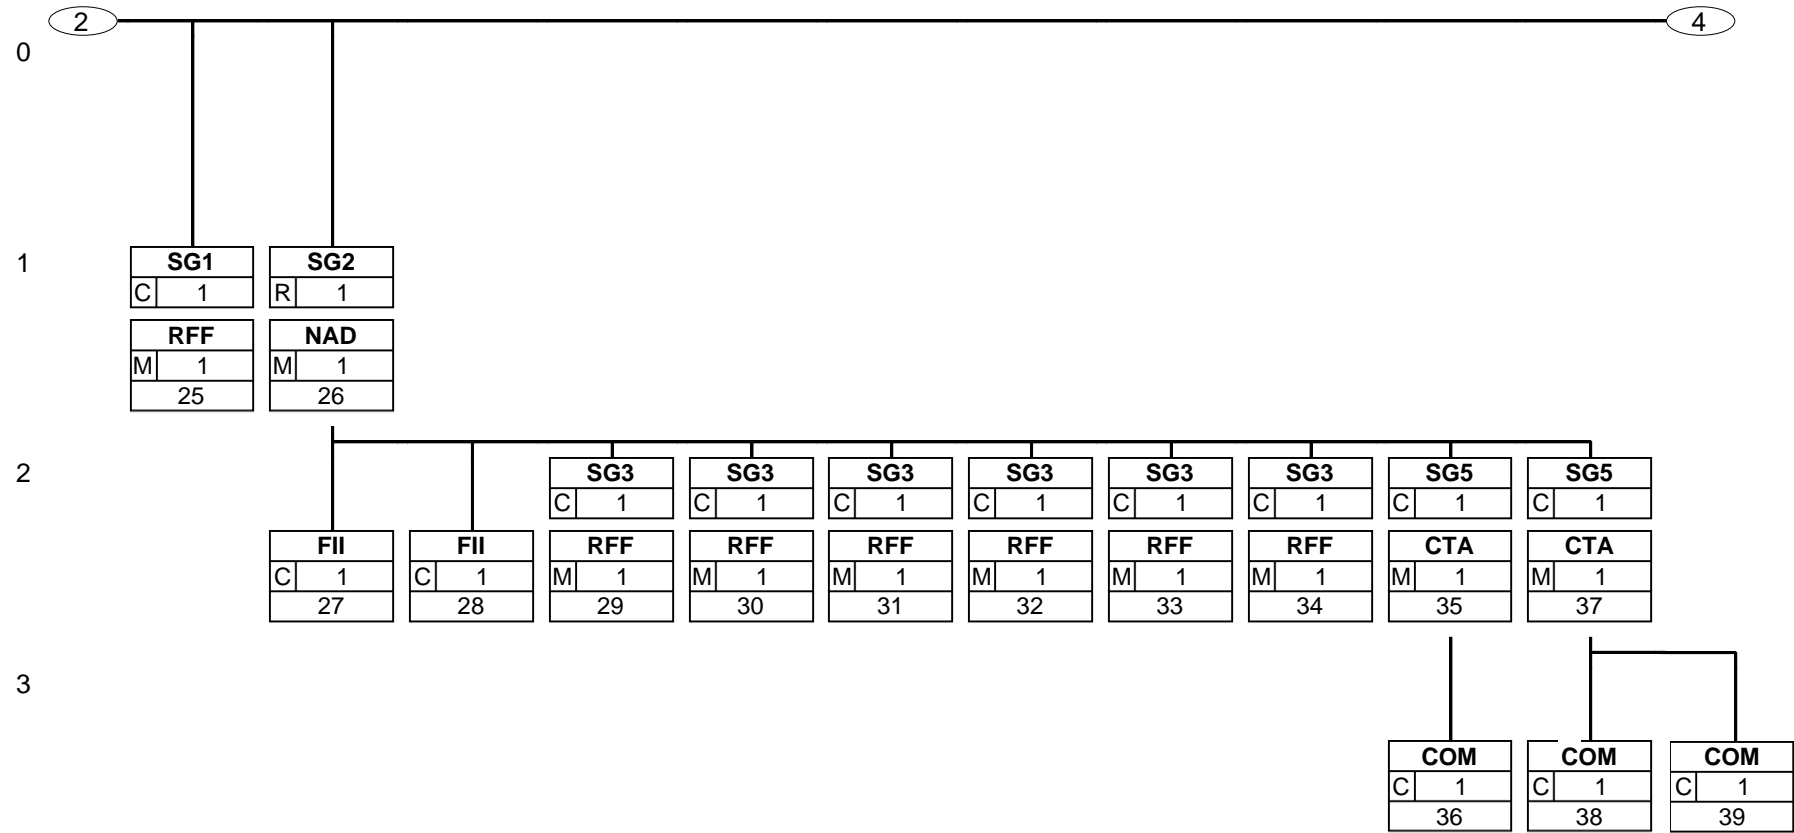 2 4
0
1
SG1 SG2
C 1 R 1
RFF NAD
M 1 M 1
25 26
2
SG3 SG3 SG3 SG3 SG3 SG3 SG5 SG5
C 1 C 1 C 1 C 1 C 1 C 1 C 1 C 1
FII FII RFF RFF RFF RFF RFF RFF CTA CTA
C 1 C 1 M 1 M 1 M 1 M 1 M 1 M 1 M 1 M 1
27 28 29 30 31 32 33 34 35 37
3
COM COM COM
C 1 C 1 C 1
36 38 39